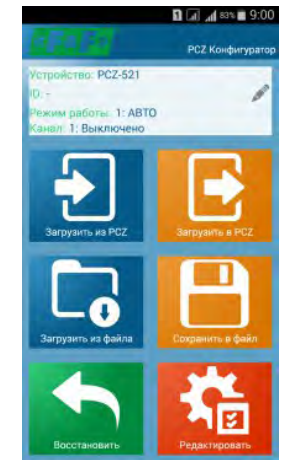 1 83% 9:00
F&F
PCZ Конфигуратор
Устройство: PCZ-521
ID: -
Режим работы: 1: АВТО
Канал: 1: Выключено
Загрузить из PCZ
Загрузить в PCZ
Загрузить из файла
Сохранить в файл
Восстановить
Редактировать